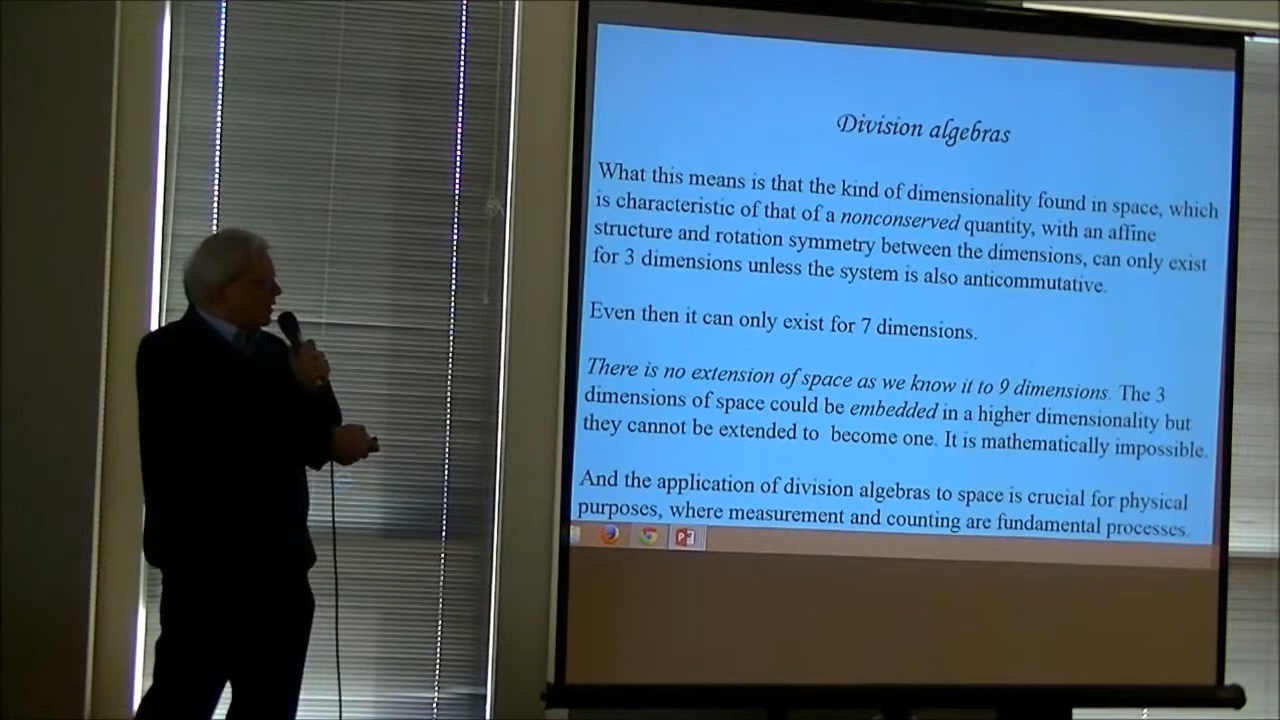 Division algebras
What this means is that the kind of dimensionality found in space, which
is characteristic of that of a nonconserved quantity, with an affine
structure and rotation symmetry between the dimensions, can only exist
for 3 dimensions unless the system is also anticommutative.
Even then it can only exist for 7 dimensions.
There is no extension of space as we know it to 9 dimensions. The 3
dimensions of space could be embedded in a higher dimensionality but
they cannot be extended to become one. It is mathematically impossible.
And the application of division algebras to space is crucial for physical
purposes, where measurement and counting are fundamental processes.